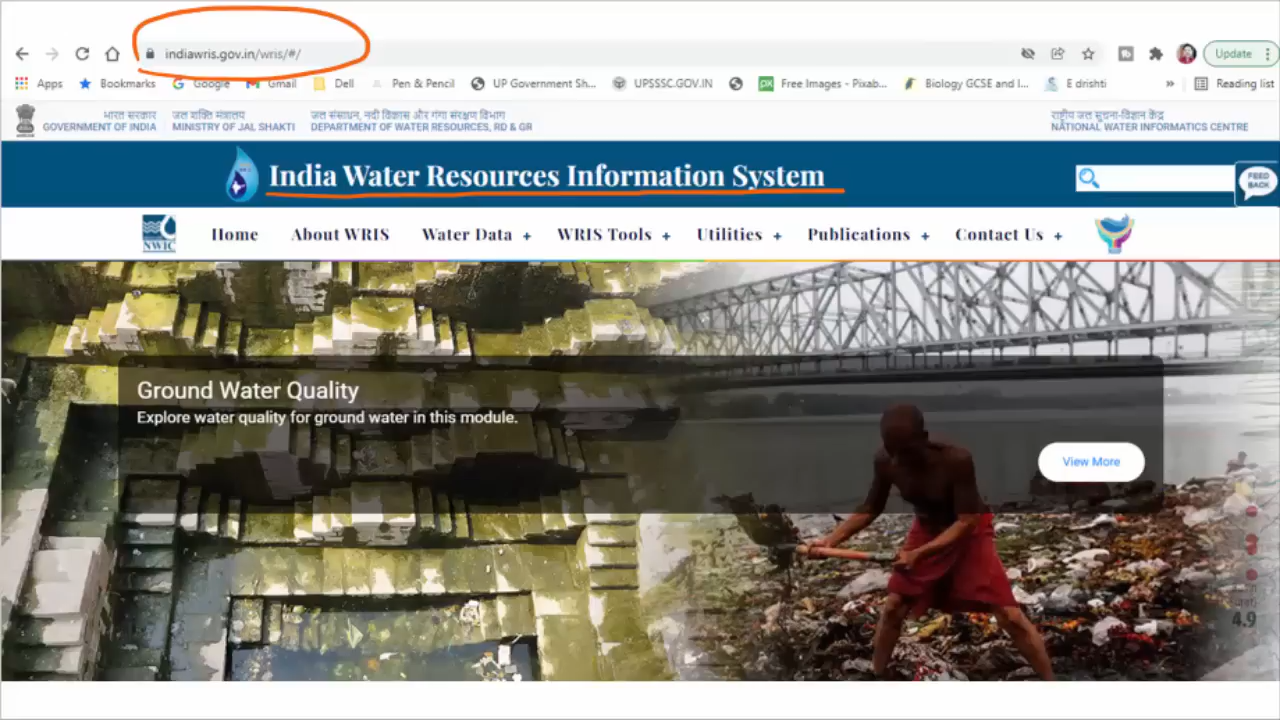 indiawris.gov.in/wris/#/
Update
Apps Bookmarks Google Gmail Dell Pen & Pencil UP Government Sh... UPSSSC.GOV.IN Free Images - Pixab... Biology GCSE and I... E drishti » Reading list
भारत सरकार जल शक्ति मंत्रालय जल संसाधन, नदी विकास और गंगा संरक्षण विभाग राष्ट्रीय जल सूचना-विज्ञान केंद्र
GOVERNMENT OF INDIA MINISTRY OF JAL SHAKTI DEPARTMENT OF WATER RESOURCES, RD & GR NATIONAL WATER INFORMATICS CENTRE
India Water Resources Information System
FEED
BACK
NWIC
Home About WRIS Water Data + WRIS Tools + Utilities + Publications + Contact Us +
Ground Water Quality
Explore water quality for ground water in this module.
View More
4.9